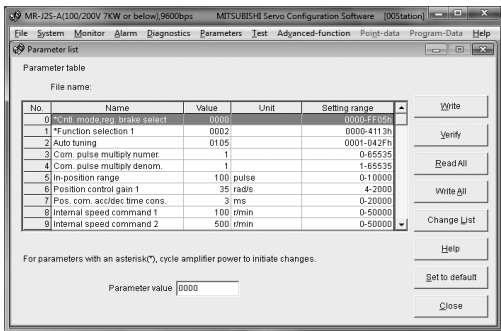 MR-J2S-A(100/200V 7KW or below),9600bps MITSUBISHI Servo Configuration Software [00Station]
File System Monitor Alarm Diagnostics Parameters Test Advanced-function Point-data Program-Data Help
Parameter list
Parameter table
File name:
No. Name Value Unit Setting range
0 *Cntl. mode,reg. brake select 0000 0000-FF05h
1 *Function selection 1 0002 0000-4113h
2 Auto tuning 0105 0001-042Fh
3 Com. pulse multiply numer. 1 0-65535
4 Com. pulse multiply denom. 1 1-65535
5 In-position range 100 pulse 0-10000
6 Position control gain 1 35 rad/s 4-2000
7 Pos. com. acc/dec time cons. 3 ms 0-20000
8 Internal speed command 1 100 r/min 0-50000
9 Internal speed command 2 500 r/min 0-50000
Write
Verify
Read All
Write All
Change List
Help
Set to default
Close
For parameters with an asterisk(*), cycle amplifier power to initiate changes.
Parameter value 0000